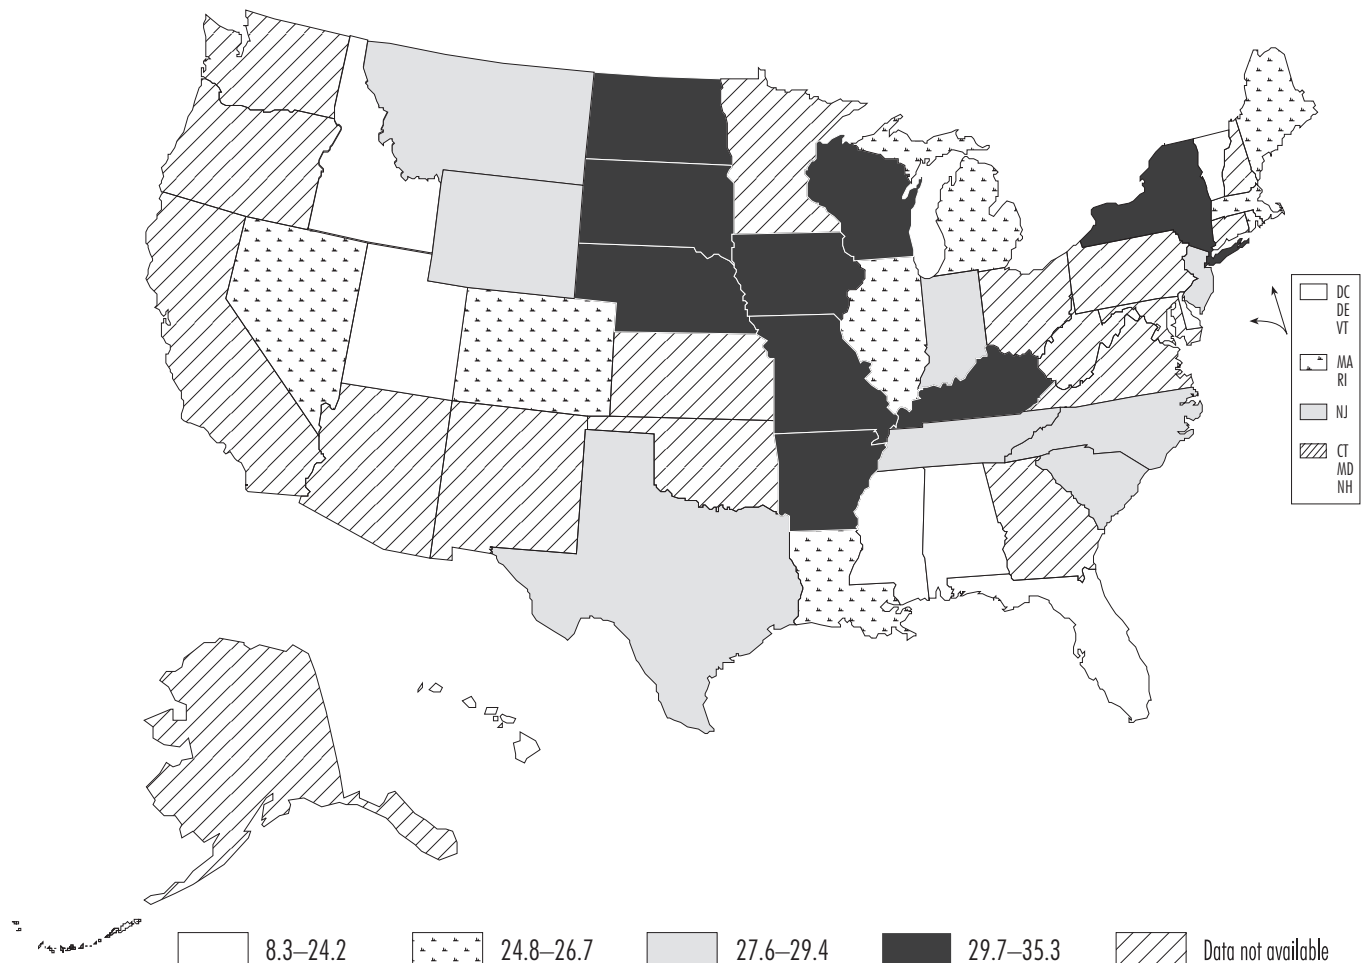 DC
DE
VT
MA
RI
NJ
CT
MD
NH
8.3–24.2
24.8–26.7
27.6–29.4
29.7–35.3
Data not available